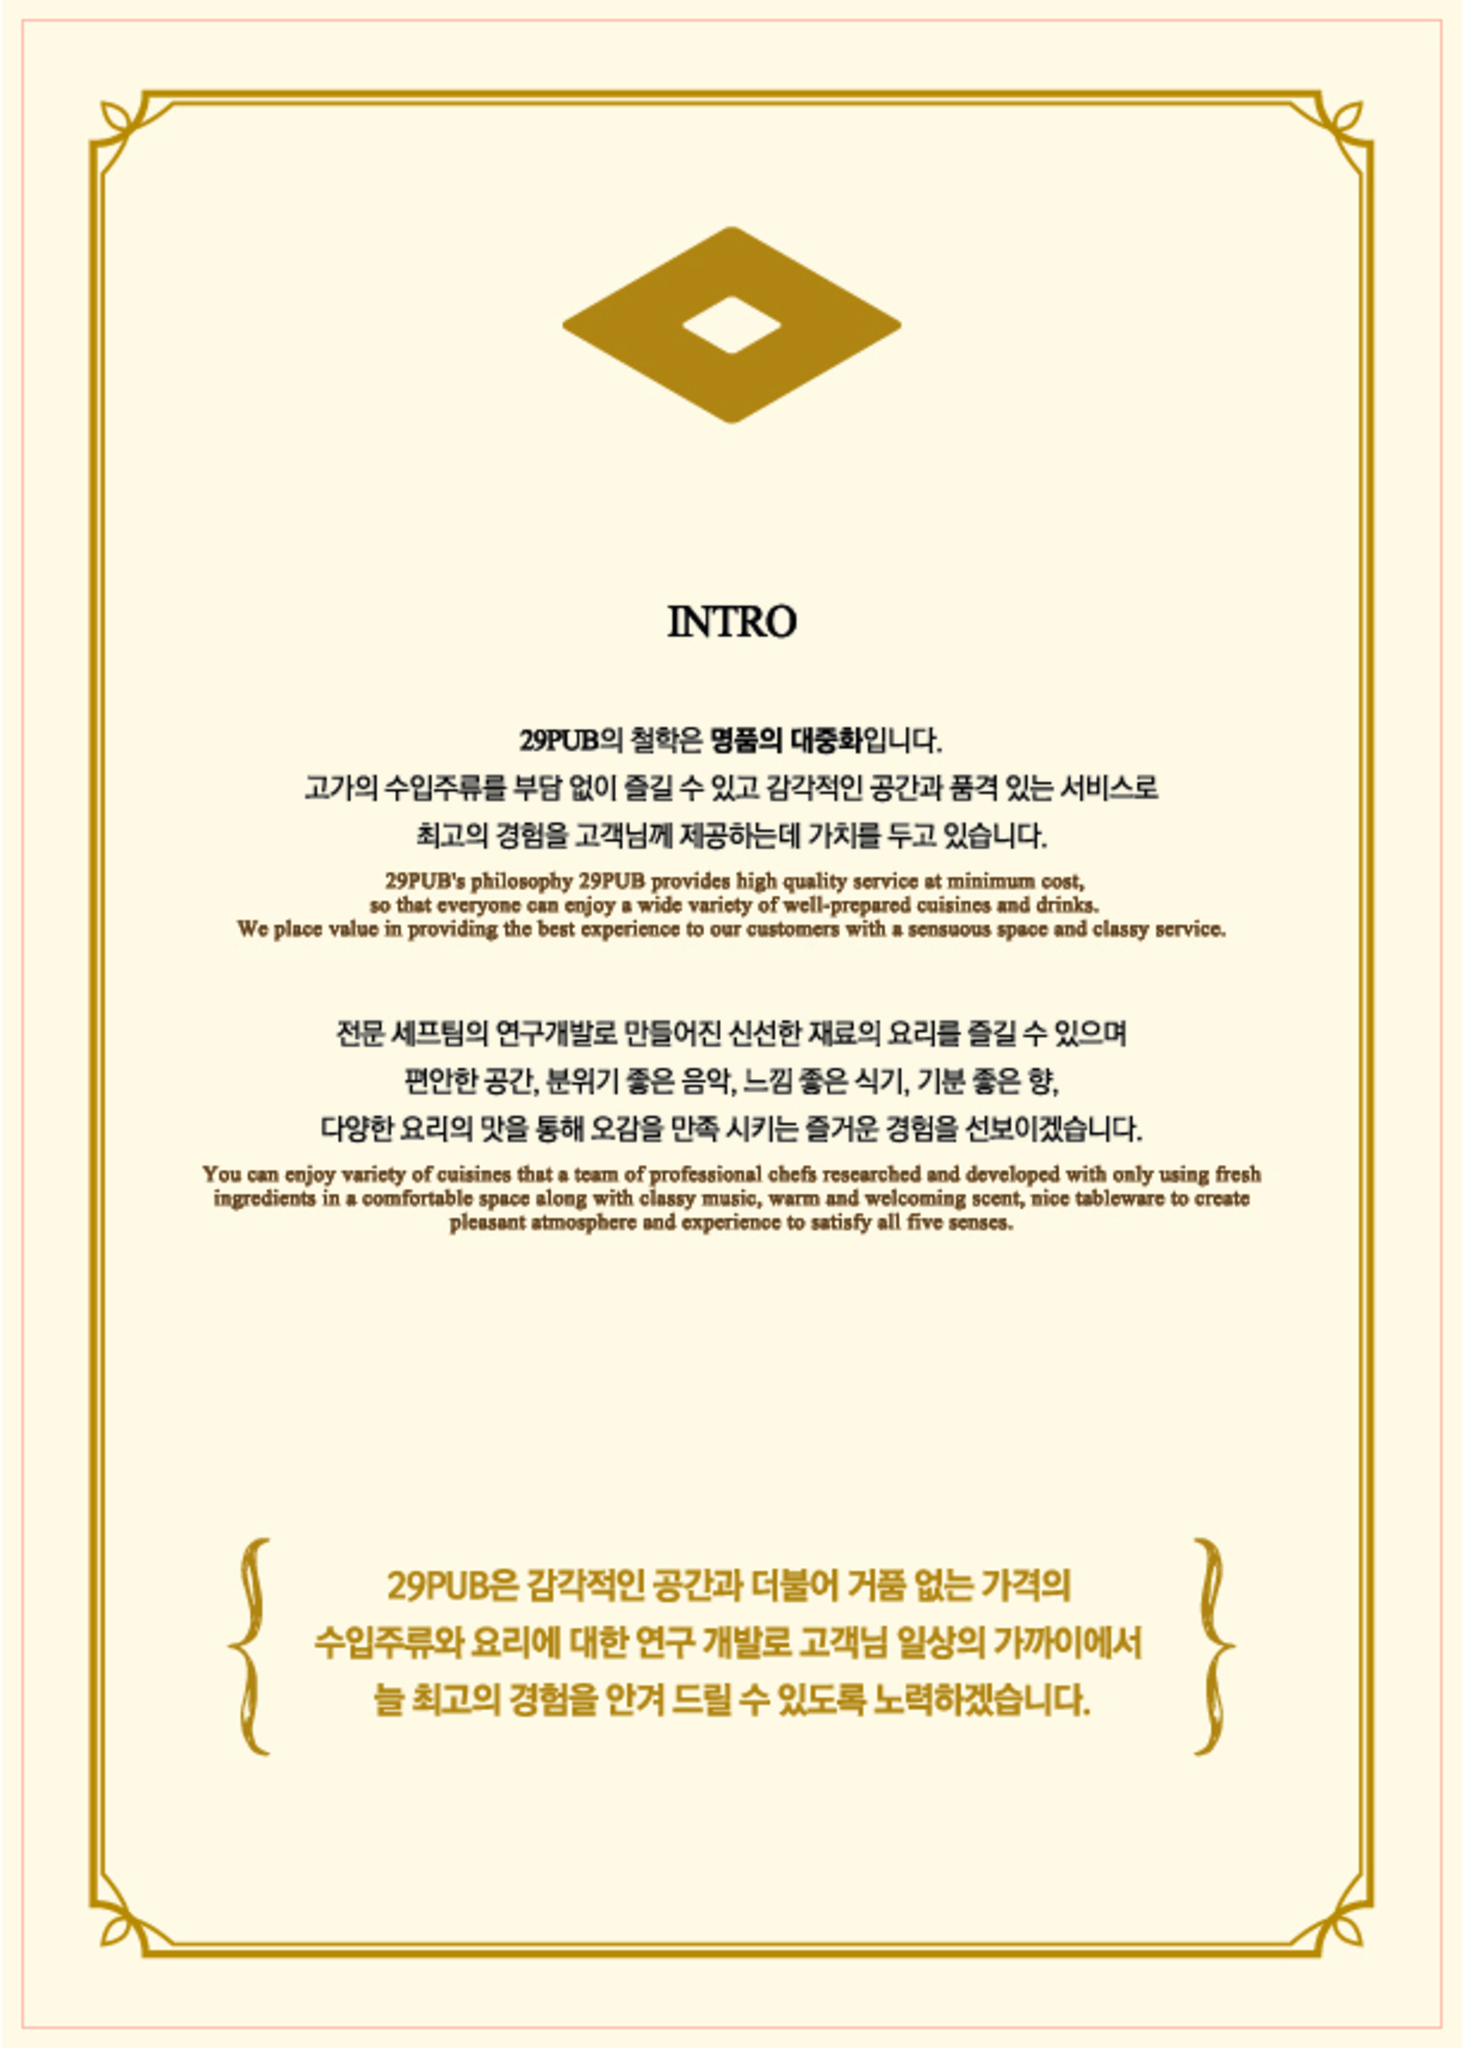 INTRO
29PUB의 철학은 명품의 대중화입니다.
고가의 수입주류를 부담 없이 즐길 수 있고 감각적인 공간과 품격 있는 서비스로
최고의 경험을 고객님께 제공하는데 가치를 두고 있습니다.
29PUB's philosophy 29PUB provides high quality service at minimum cost,
so that everyone can enjoy a wide variety of well-prepared cuisines and drinks.
We place value in providing the best experience to our customers with a sensuous space and classy service.
전문 셰프팀의 연구개발로 만들어진 신선한 재료의 요리를 즐길 수 있으며
편안한 공간, 분위기 좋은 음악, 느낌 좋은 식기, 기분 좋은 향,
다양한 요리의 맛을 통해 오감을 만족 시키는 즐거운 경험을 선보이겠습니다.
You can enjoy variety of cuisines that a team of professional chefs researched and developed with only using fresh
ingredients in a comfortable space along with classy music, warm and welcoming scent, nice tableware to create
pleasant atmosphere and experience to satisfy all five senses.
29PUB은 감각적인 공간과 더불어 거품 없는 가격의
수입주류와 요리에 대한 연구 개발로 고객님 일상의 가까이에서
늘 최고의 경험을 안겨 드릴 수 있도록 노력하겠습니다.